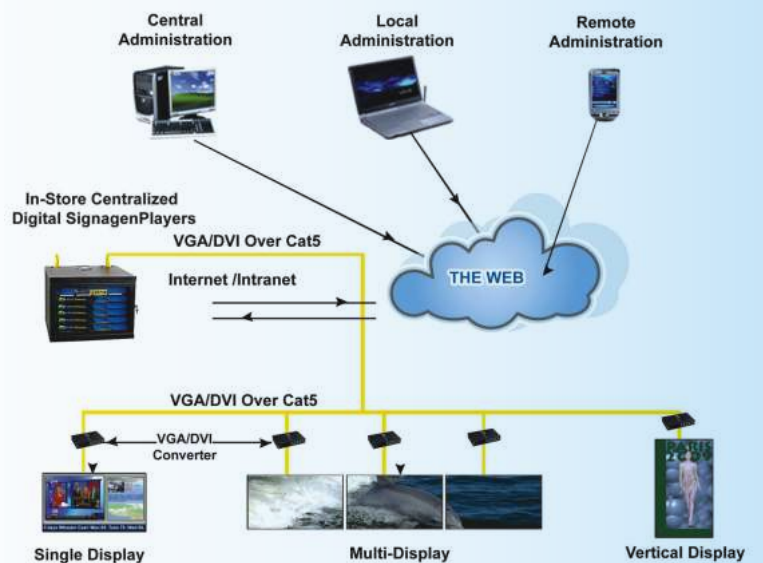 Central
Administration
Local
Administration
Remote
Administration
In-Store Centralized
Digital SignagenPlayers
VGA/DVI Over Cat5
Internet /Intranet
THE WEB
VGA/DVI Over Cat5
VGA/DVI
Converter
PARIS
Single Display
Multi-Display
Vertical Display